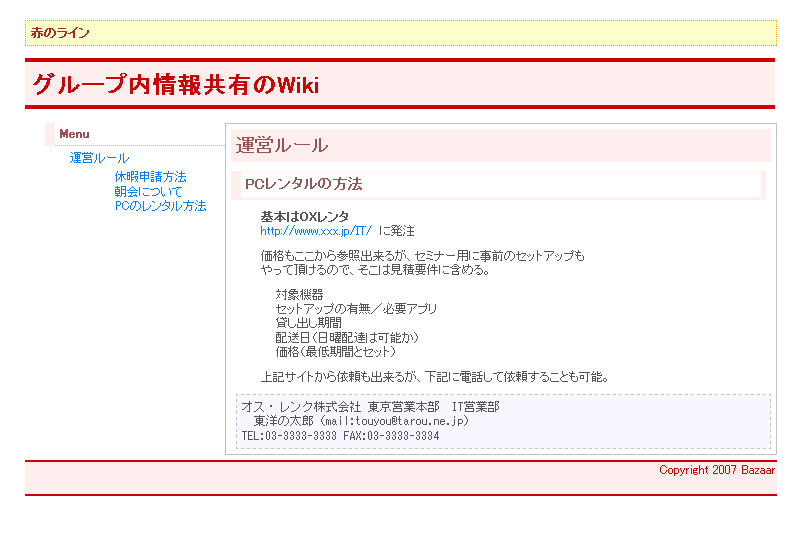 赤のライン
グループ内情報共有のWiki
Menu
運営ルール
休暇申請方法
朝会について
PCのレンタル方法
運営ルール
PCレンタルの方法
基本はOXレンタ
http://www.xxx.jp/IT/ に発注
価格もここから参照出来るが、セミナー用に事前のセットアップも
やって頂けるので、そこは見積要件に含める。
対象機器
セットアップの有無／必要アプリ
貸し出し期間
配送日（日曜配達は可能か）
価格（最低期間とセット）
上記サイトから依頼も出来るが、下記に電話して依頼することも可能。
オス・レンク株式会社 東京営業本部　IT営業部
東洋の太郎（mail:touyou@tarou.ne.jp）
TEL:03-3333-3333 FAX:03-3333-3334
Copyright 2007 Bazaar